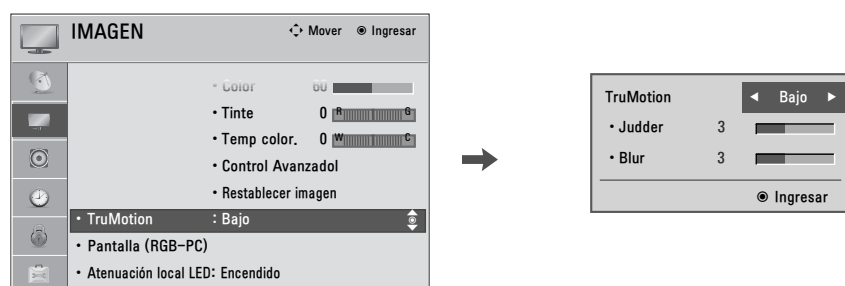 IMAGEN
Mover Ingresar
• Color 60
• Tinte 0 R G
• Temp color. 0 W C
• Control Avanzadol
• Restablecer imagen
• TruMotion : Bajo
• Pantalla (RGB-PC)
• Atenuación local LED: Encendido
TruMotion ◄ Bajo ►
• Judder 3
• Blur 3
Ingresar